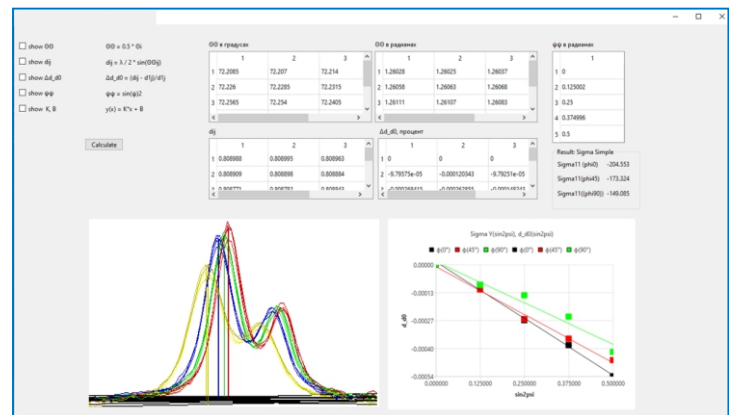 show ΘΘ
ΘΘ = 0.5 * Θi
show dij
dij = λ / 2 * sin(ΘΘij)
show Δd_d0
Δd_d0 = (dij - d1j)/d1j
show ψψ
ψψ = sin(ψ)2
show K, B
y(x) = K*x + B
Calculate
ΘΘ в градусах
1 2 3
1 72.2085 72.207 72.214
2 72.226 72.2285 72.2315
3 72.2565 72.254 72.2405
ΘΘ в радианах
1 2 3
1 1.26028 1.26025 1.26037
2 1.26058 1.26063 1.26068
3 1.26111 1.26107 1.26083
ψψ в радианах
1
1 0
2 0.125002
3 0.25
4 0.374996
5 0.5
dij
1 2 3
1 0.808988 0.808995 0.808963
2 0.808909 0.808898 0.808884
Δd_d0, процент
1 2 3
1 0 0 0
2 -9.79575e-05 -0.000120343 -9.79251e-05
Result: Sigma Simple
Sigma11 (phi0) -204.553
Sigma11(phi45) -173.324
Sigma11((phi90)) -149.085
Sigma Y(sin2psi), d_d0(sin2psi)
ϕ(0°) ϕ(45°) ϕ(90°) ϕ(0°) ϕ(45°) ϕ(90°)
0.00000
-0.00013
-0.00027
-0.00040
-0.00054
d_d0
0.000000 0.125000 0.250000 0.375000 0.500000
sin2psi